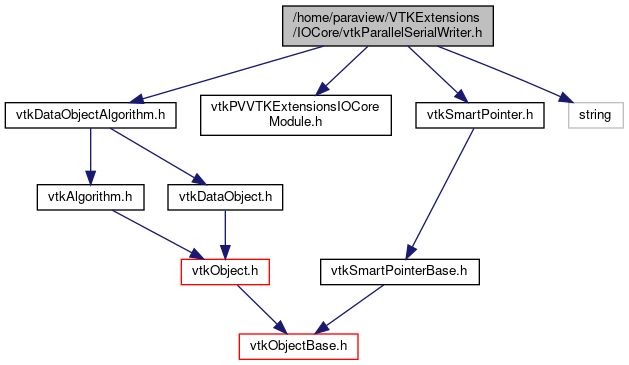 /home/paraview/VTKExtensions
/IOCore/vtkParallelSerialWriter.h
vtkDataObjectAlgorithm.h
vtkPVVTKExtensionsIOCore
Module.h
vtkSmartPointer.h
string
vtkAlgorithm.h
vtkDataObject.h
vtkObject.h
vtkSmartPointerBase.h
vtkObjectBase.h